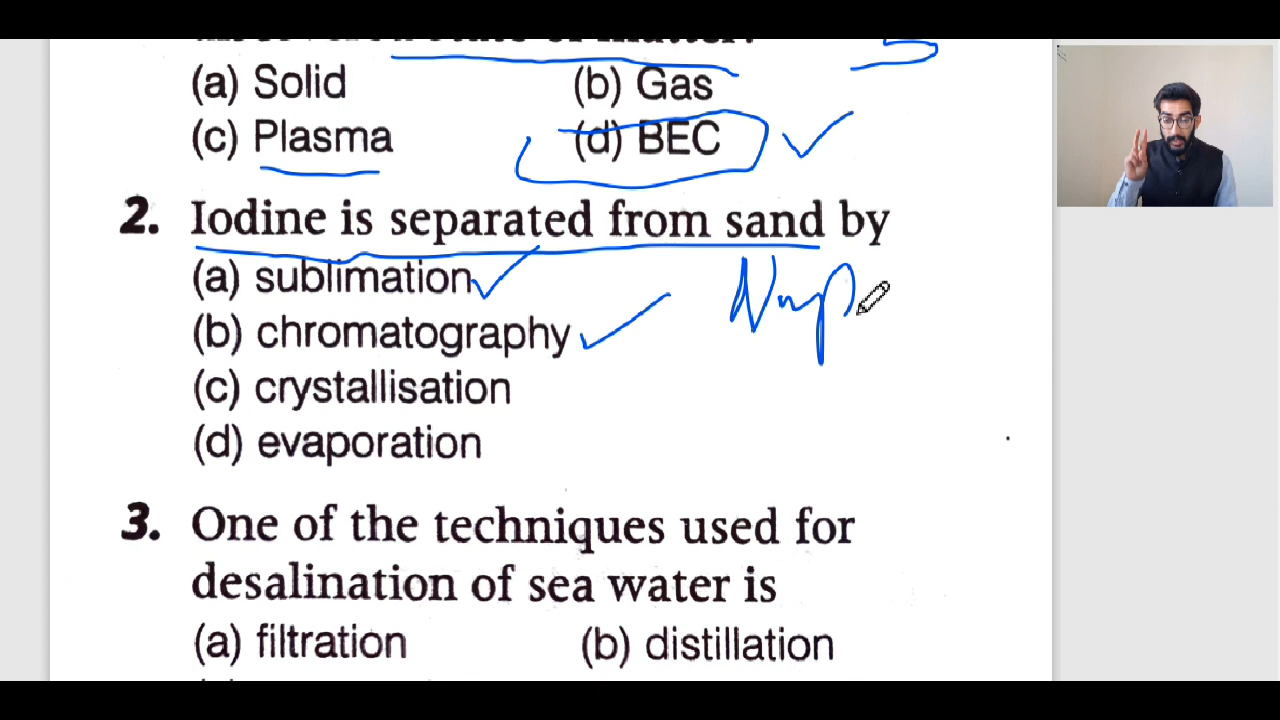 (a) Solid (b) Gas
(c) Plasma (d) BEC
2. Iodine is separated from sand by
(a) sublimation
(b) chromatography
(c) crystallisation
(d) evaporation
3. One of the techniques used for
desalination of sea water is
(a) filtration (b) distillation